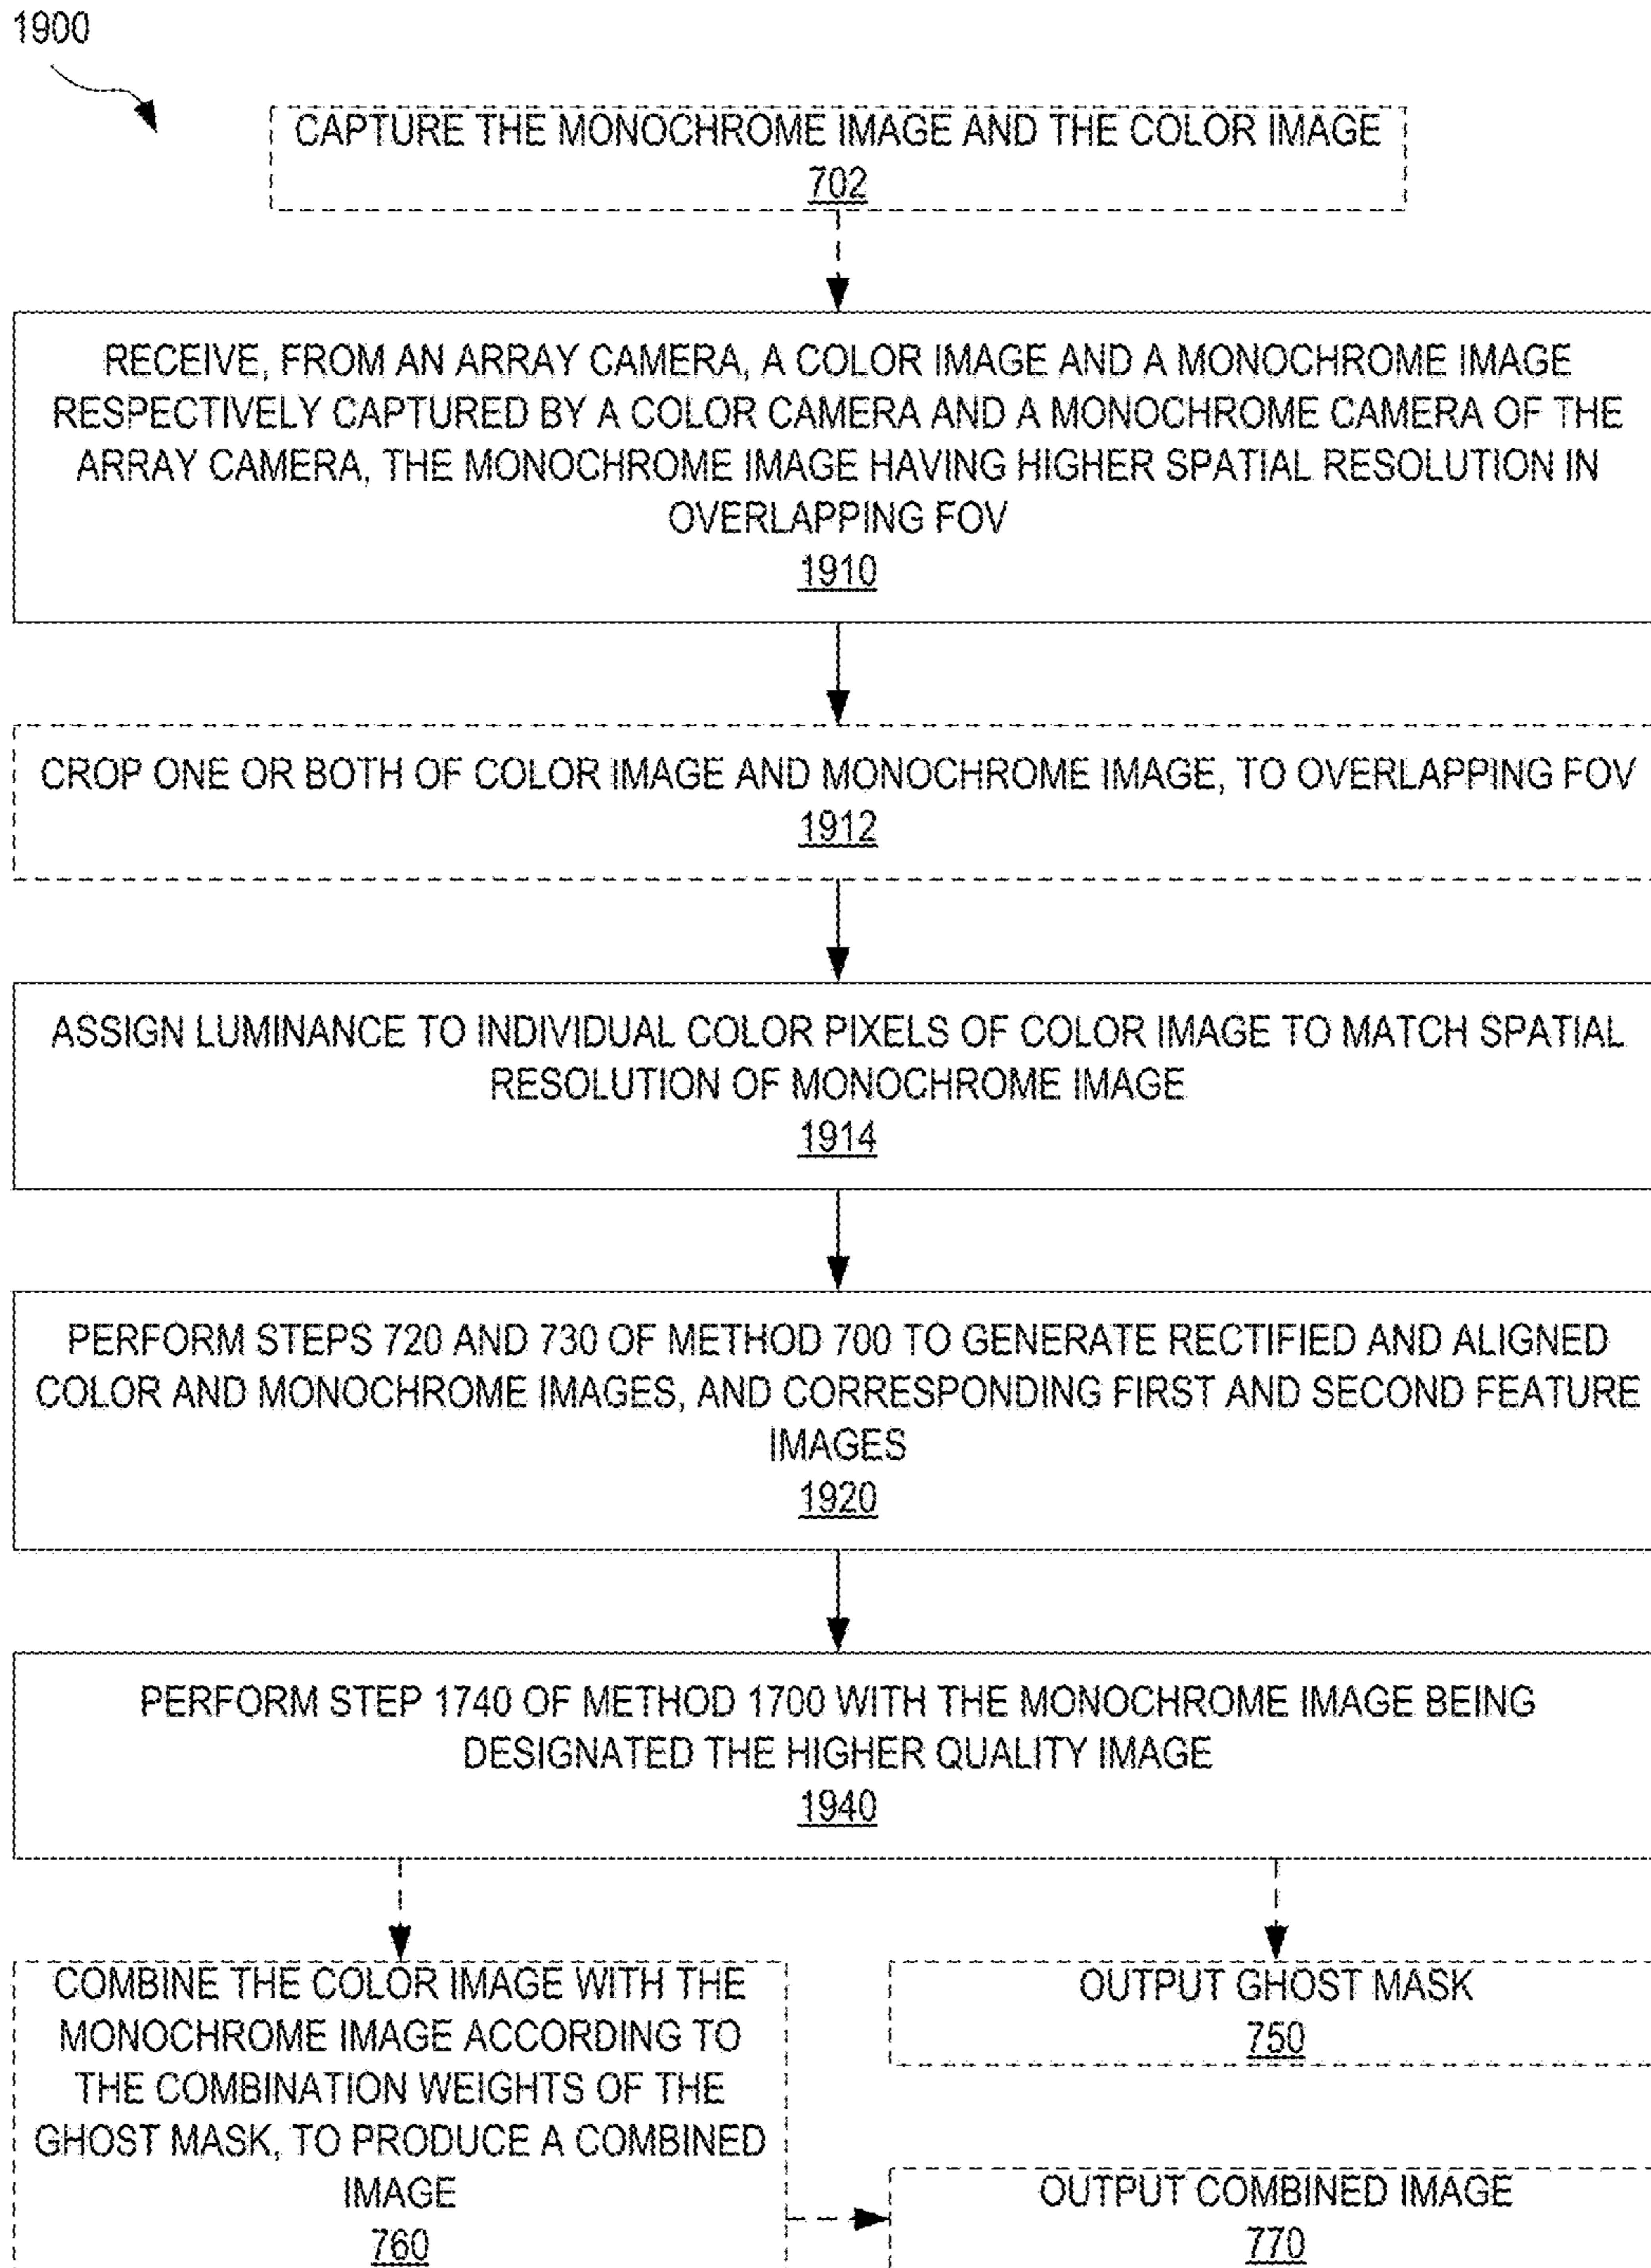 1900
CAPTURE THE MONOCHROME IMAGE AND THE COLOR IMAGE
702
RECEIVE, FROM AN ARRAY CAMERA, A COLOR IMAGE AND A MONOCHROME IMAGE
RESPECTIVELY CAPTURED BY A COLOR CAMERA AND A MONOCHROME CAMERA OF THE
ARRAY CAMERA, THE MONOCHROME IMAGE HAVING HIGHER SPATIAL RESOLUTION IN
OVERLAPPING FOV
1910
CROP ONE OR BOTH OF COLOR IMAGE AND MONOCHROME IMAGE, TO OVERLAPPING FOV
1912
ASSIGN LUMINANCE TO INDIVIDUAL COLOR PIXELS OF COLOR IMAGE TO MATCH SPATIAL
RESOLUTION OF MONOCHROME IMAGE
1914
PERFORM STEPS 720 AND 730 OF METHOD 700 TO GENERATE RECTIFIED AND ALIGNED
COLOR AND MONOCHROME IMAGES, AND CORRESPONDING FIRST AND SECOND FEATURE
IMAGES
1920
PERFORM STEP 1740 OF METHOD 1700 WITH THE MONOCHROME IMAGE BEING
DESIGNATED THE HIGHER QUALITY IMAGE
1940
COMBINE THE COLOR IMAGE WITH THE
MONOCHROME IMAGE ACCORDING TO
THE COMBINATION WEIGHTS OF THE
GHOST MASK, TO PRODUCE A COMBINED
IMAGE
760
OUTPUT GHOST MASK
750
OUTPUT COMBINED IMAGE
770